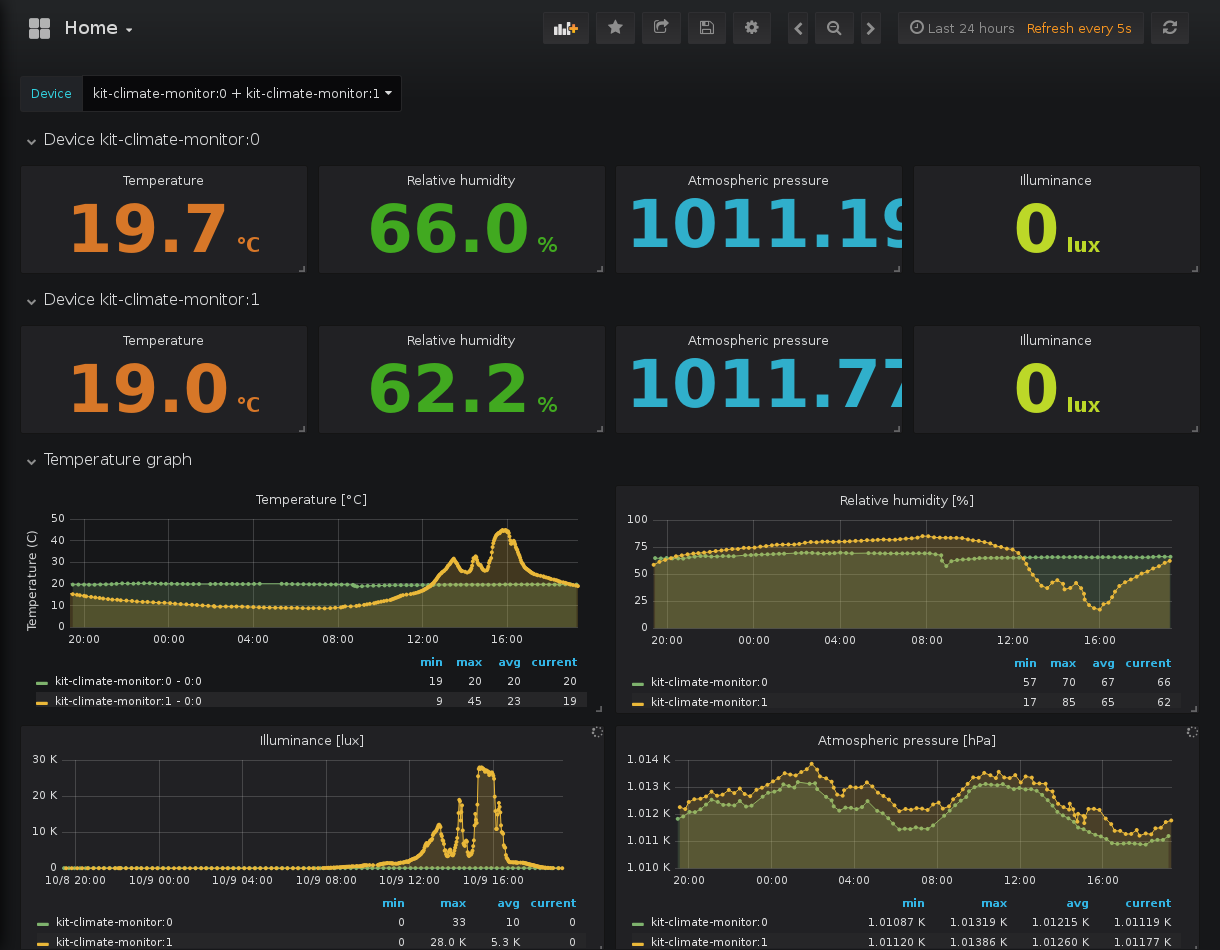 Home
Last 24 hours Refresh every 5s
Device kit-climate-monitor:0 + kit-climate-monitor:1
Device kit-climate-monitor:0
Temperature Relative humidity Atmospheric pressure Illuminance
19.7 °C 66.0 % 1011.19 0 lux
Device kit-climate-monitor:1
Temperature Relative humidity Atmospheric pressure Illuminance
19.0 °C 62.2 % 1011.77 0 lux
Temperature graph
Temperature [°C]
Temperature (C)
50
40
30
20
10
0
20:00 00:00 04:00 08:00 12:00 16:00
min max avg current
kit-climate-monitor:0 - 0:0 19 20 20 20
kit-climate-monitor:1 - 0:0 9 45 23 19
Relative humidity [%]
100
75
50
25
0
20:00 00:00 04:00 08:00 12:00 16:00
min max avg current
kit-climate-monitor:0 57 70 67 66
kit-climate-monitor:1 17 85 65 62
Illuminance [lux]
30 K
20 K
10 K
0
10/8 20:00 10/9 00:00 10/9 04:00 10/9 08:00 10/9 12:00 10/9 16:00
min max avg current
kit-climate-monitor:0 0 33 10 0
kit-climate-monitor:1 0 28.0 K 5.3 K 0
Atmospheric pressure [hPa]
1.014 K
1.013 K
1.012 K
1.011 K
1.010 K
20:00 00:00 04:00 08:00 12:00 16:00
min max avg current
kit-climate-monitor:0 1.01087 K 1.01319 K 1.01215 K 1.01119 K
kit-climate-monitor:1 1.01120 K 1.01386 K 1.01260 K 1.01177 K